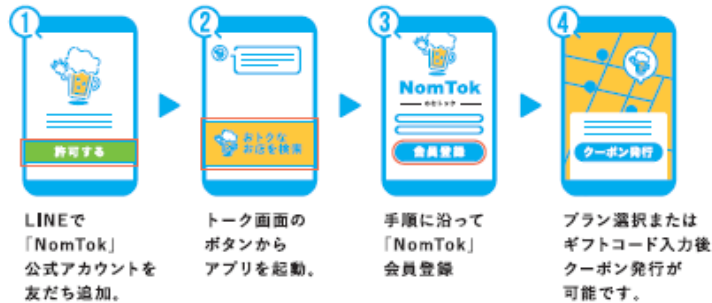 1
2
3
4
許可する
おトクな
お店を検索
NomTok
のむトック
会員登録
クーポン発行
LINEで
「NomTok」
公式アカウントを
友だち追加。
トーク画面の
ボタンから
アプリを起動。
手順に沿って
「NomTok」
会員登録
プラン選択または
ギフトコード入力後
クーポン発行が
可能です。